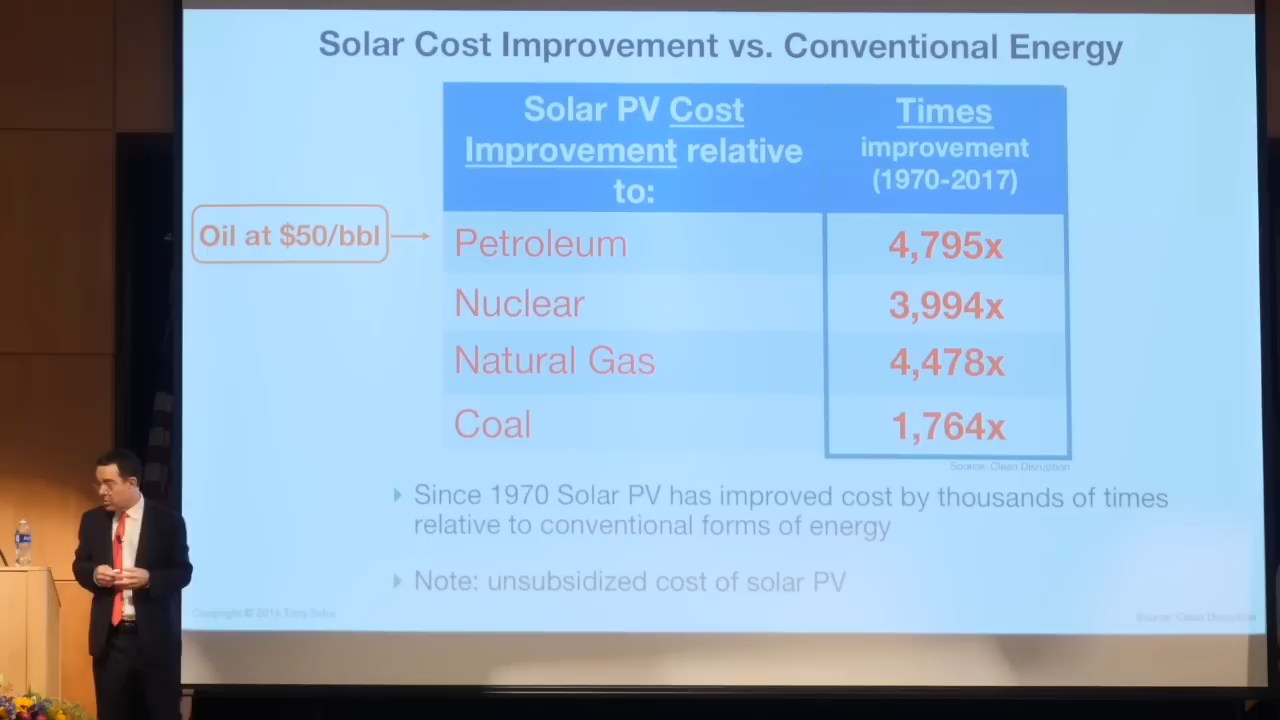 Solar Cost Improvement vs. Conventional Energy
Solar PV Cost
Improvement relative
to:
Times
improvement
(1970-2017)
Oil at $50/bbl
Petroleum
4,795x
Nuclear
3,994x
Natural Gas
4,478x
Coal
1,764x
Source: Clean Disruption
Since 1970 Solar PV has improved cost by thousands of times
relative to conventional forms of energy
Note: unsubsidized cost of solar PV
Copyright © 2016 Tony Seba
Source: Clean Disruption